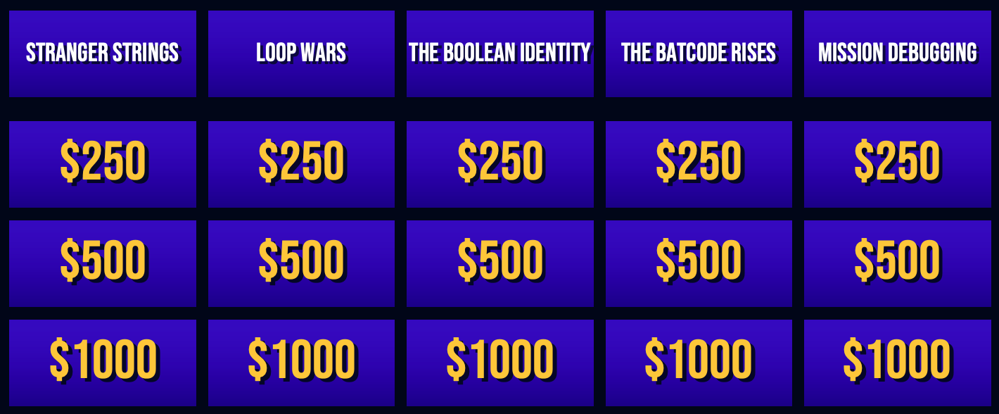 STRANGER STRINGS LOOP WARS THE BOOLEAN IDENTITY THE BATCODE RISES MISSION DEBUGGING
$250 $250 $250 $250 $250
$500 $500 $500 $500 $500
$1000 $1000 $1000 $1000 $1000